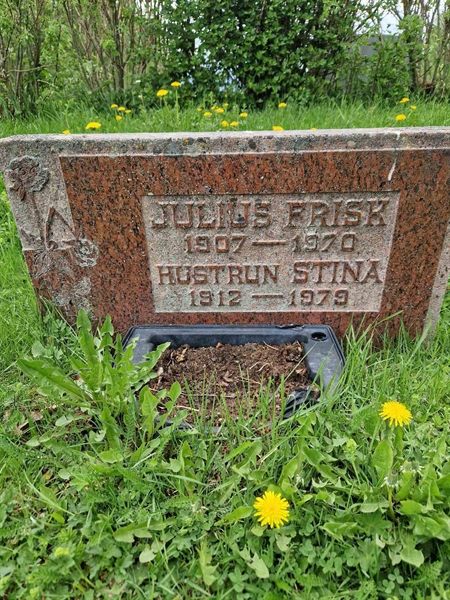 JULIUS FRISK
1907 — 1970
HUSTRUN STINA
1912 — 1979